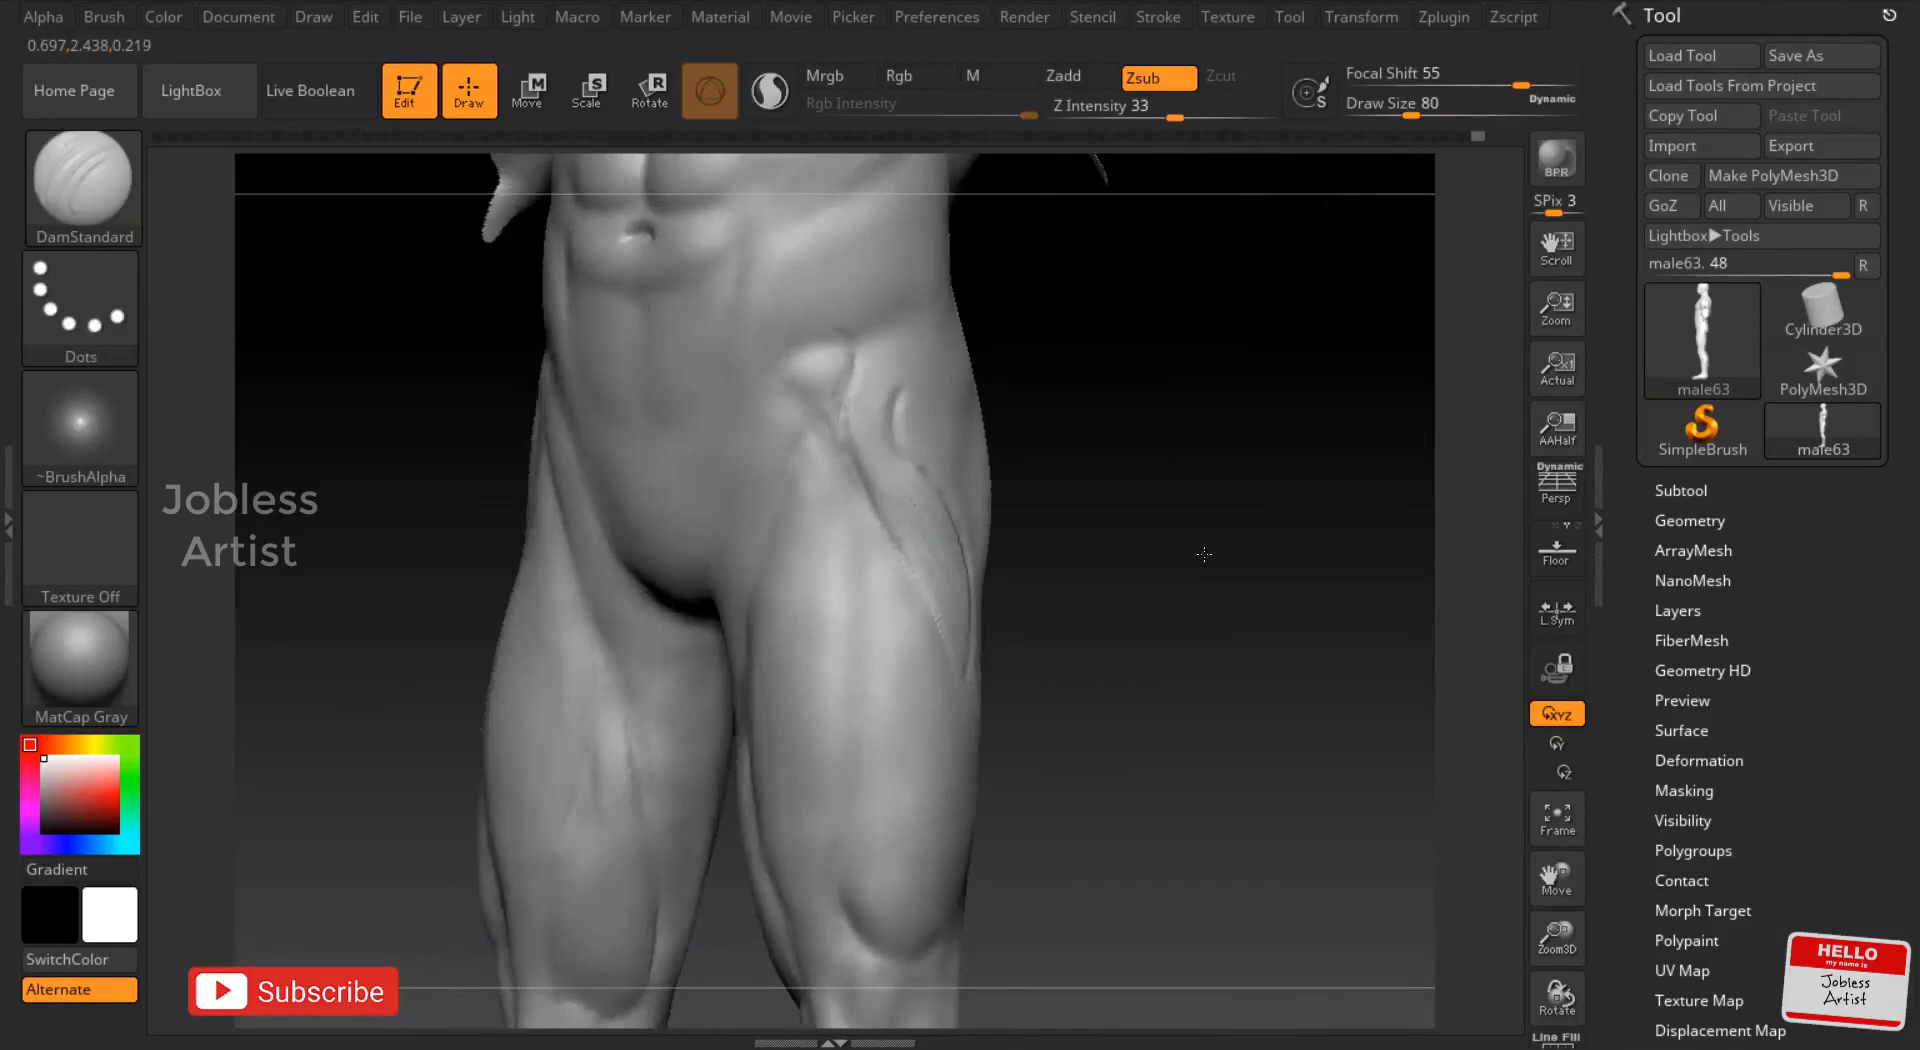 Alpha Brush Color Document Draw Edit File Layer Light Macro Marker Material Movie Picker Preferences Render Stencil Stroke Texture Tool Transform Zplugin Zscript
0.697,2.438,0.219
Home Page LightBox Live Boolean Edit Draw Move Scale Rotate
Mrgb Rgb M Zadd Zsub Zcut
Rgb Intensity Z Intensity 33
Focal Shift 55
Draw Size 80 Dynamic
DamStandard
Dots
~BrushAlpha
Texture Off
MatCap Gray
Gradient
SwitchColor
Alternate
Jobless
Artist
Subscribe
BPR
SPix 3
Scroll
Zoom
Actual
AAHalf
Dynamic
Persp
Floor
L.Sym
XYZ
Y
Z
Frame
Move
Zoom3D
Rotate
Line Fill
Tool
Load Tool Save As
Load Tools From Project
Copy Tool Paste Tool
Import Export
Clone Make PolyMesh3D
GoZ All Visible R
Lightbox▶Tools
male63. 48 R
male63 Cylinder3D
PolyMesh3D
SimpleBrush male63
Subtool
Geometry
ArrayMesh
NanoMesh
Layers
FiberMesh
Geometry HD
Preview
Surface
Deformation
Masking
Visibility
Polygroups
Contact
Morph Target
Polypaint
UV Map
Texture Map
Displacement Map
HELLO
my name is
Jobless
Artist